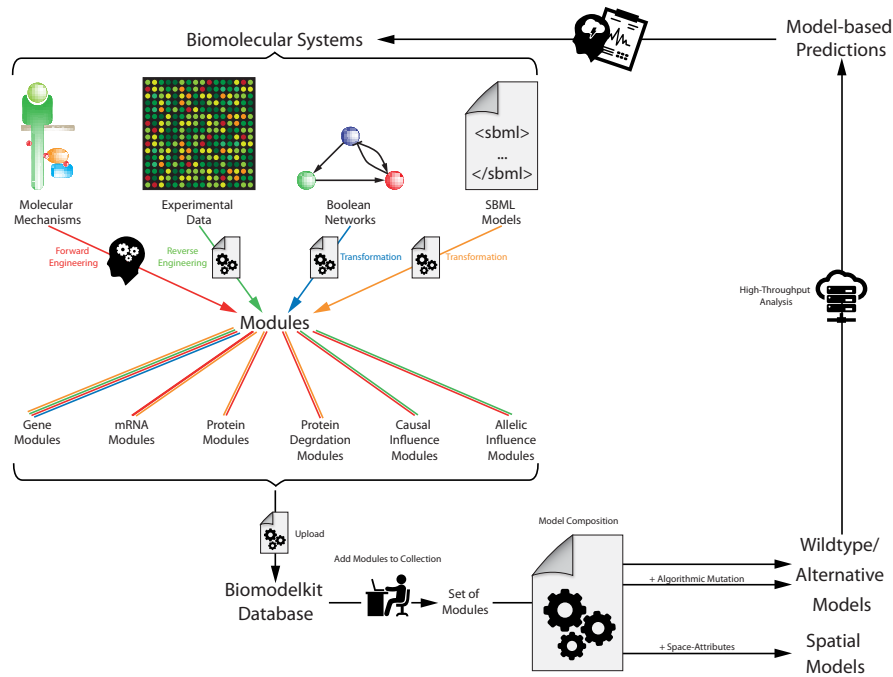 Biomolecular Systems
Model-based
Predictions
<sbml>
...
</sbml>
Molecular
Mechanisms
Experimental
Data
Boolean
Networks
SBML
Models
Forward
Engineering
Reverse
Engineering
Transformation
Transformation
High-Throughput
Analysis
Modules
Gene
Modules
mRNA
Modules
Protein
Modules
Protein
Degrdation
Modules
Causal
Influence
Modules
Allelic
Influence
Modules
Upload
Model Composition
Add Modules to Collection
Biomodelkit
Database
Set of
Modules
+ Algorithmic Mutation
+ Space-Attributes
Wildtype/
Alternative
Models
Spatial
Models